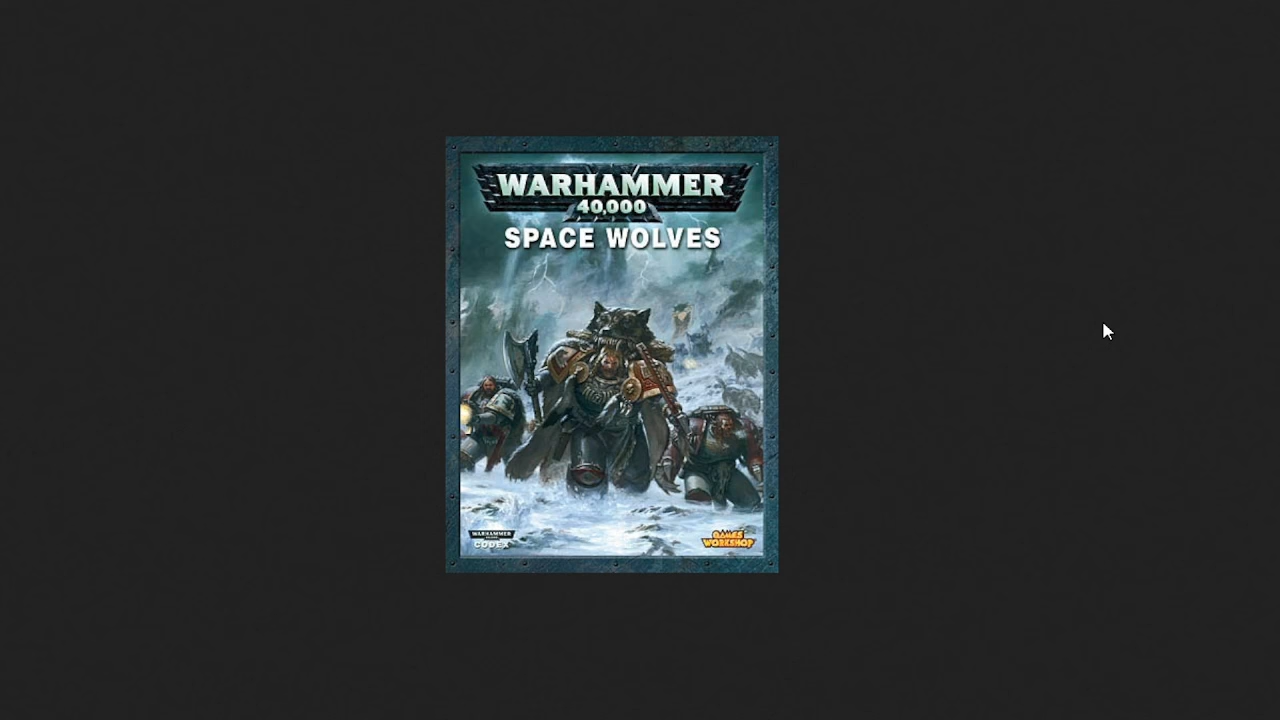 WARHAMMER
40,000
SPACE WOLVES
WARHAMMER
CODEX
GAMES
WORKSHOP